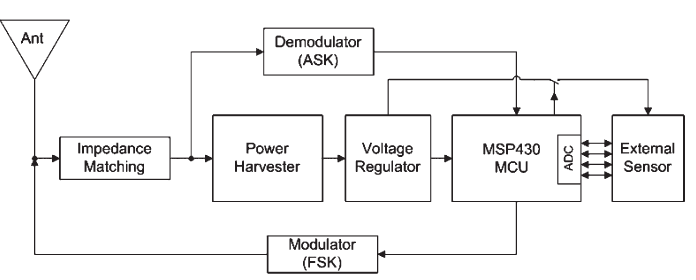 Ant
Demodulator
(ASK)
Impedance
Matching
Power
Harvester
Voltage
Regulator
MSP430
MCU
ADC
External
Sensor
Modulator
(FSK)